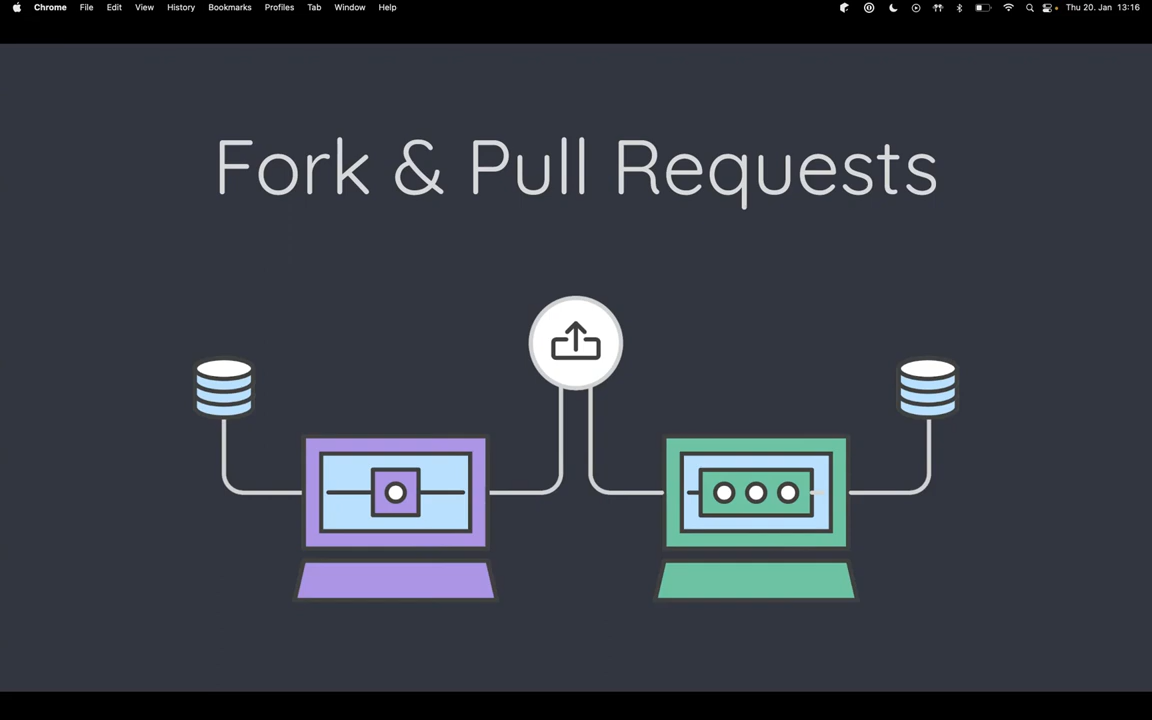 Chrome File Edit View History Bookmarks Profiles Tab Window Help Thu 20. Jan 13:16
Fork & Pull Requests